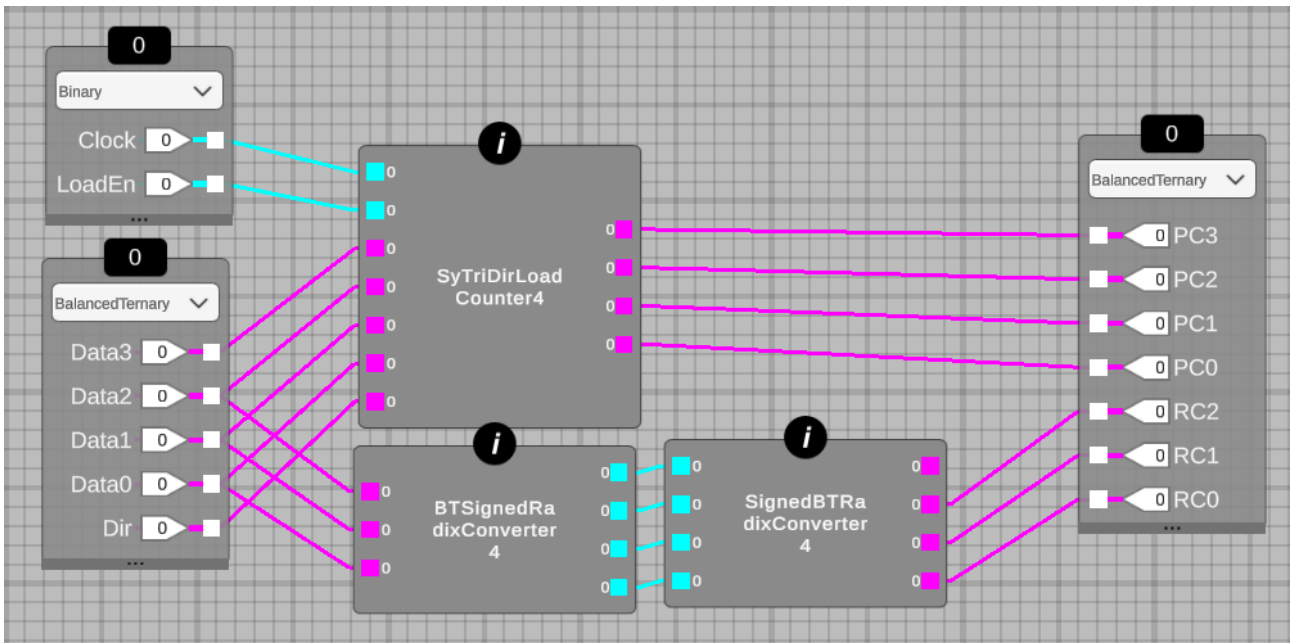 0
Binary
Clock 0
LoadEn 0
...
0
BalancedTernary
Data3 0
Data2 0
Data1 0
Data0 0
Dir 0
...
i
0
0
0
0
0
0
0
SyTriDirLoad
Counter4
0
0
0
0
i
0
0
0
BTSignedRa
dixConverter
4
0
0
0
0
i
0
0
0
0
SignedBTRa
dixConverter
4
0
0
0
0
0
BalancedTernary
0 PC3
0 PC2
0 PC1
0 PC0
0 RC2
0 RC1
0 RC0
...